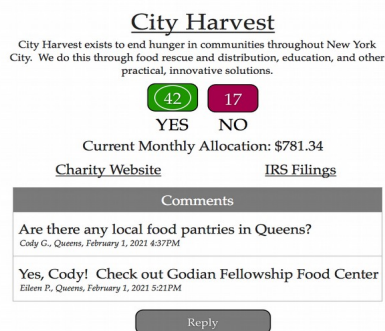 City Harvest
City Harvest exists to end hunger in communities throughout New York
City. We do this through food rescue and distribution, education, and other
practical, innovative solutions.
42 17
YES NO
Current Monthly Allocation: $781.34
Charity Website IRS Filings
Comments
Are there any local food pantries in Queens?
Cody G., Queens, February 1, 2021 4:37PM
Yes, Cody! Check out Godian Fellowship Food Center
Eileen P., Queens, February 1, 2021 5:21PM
Reply